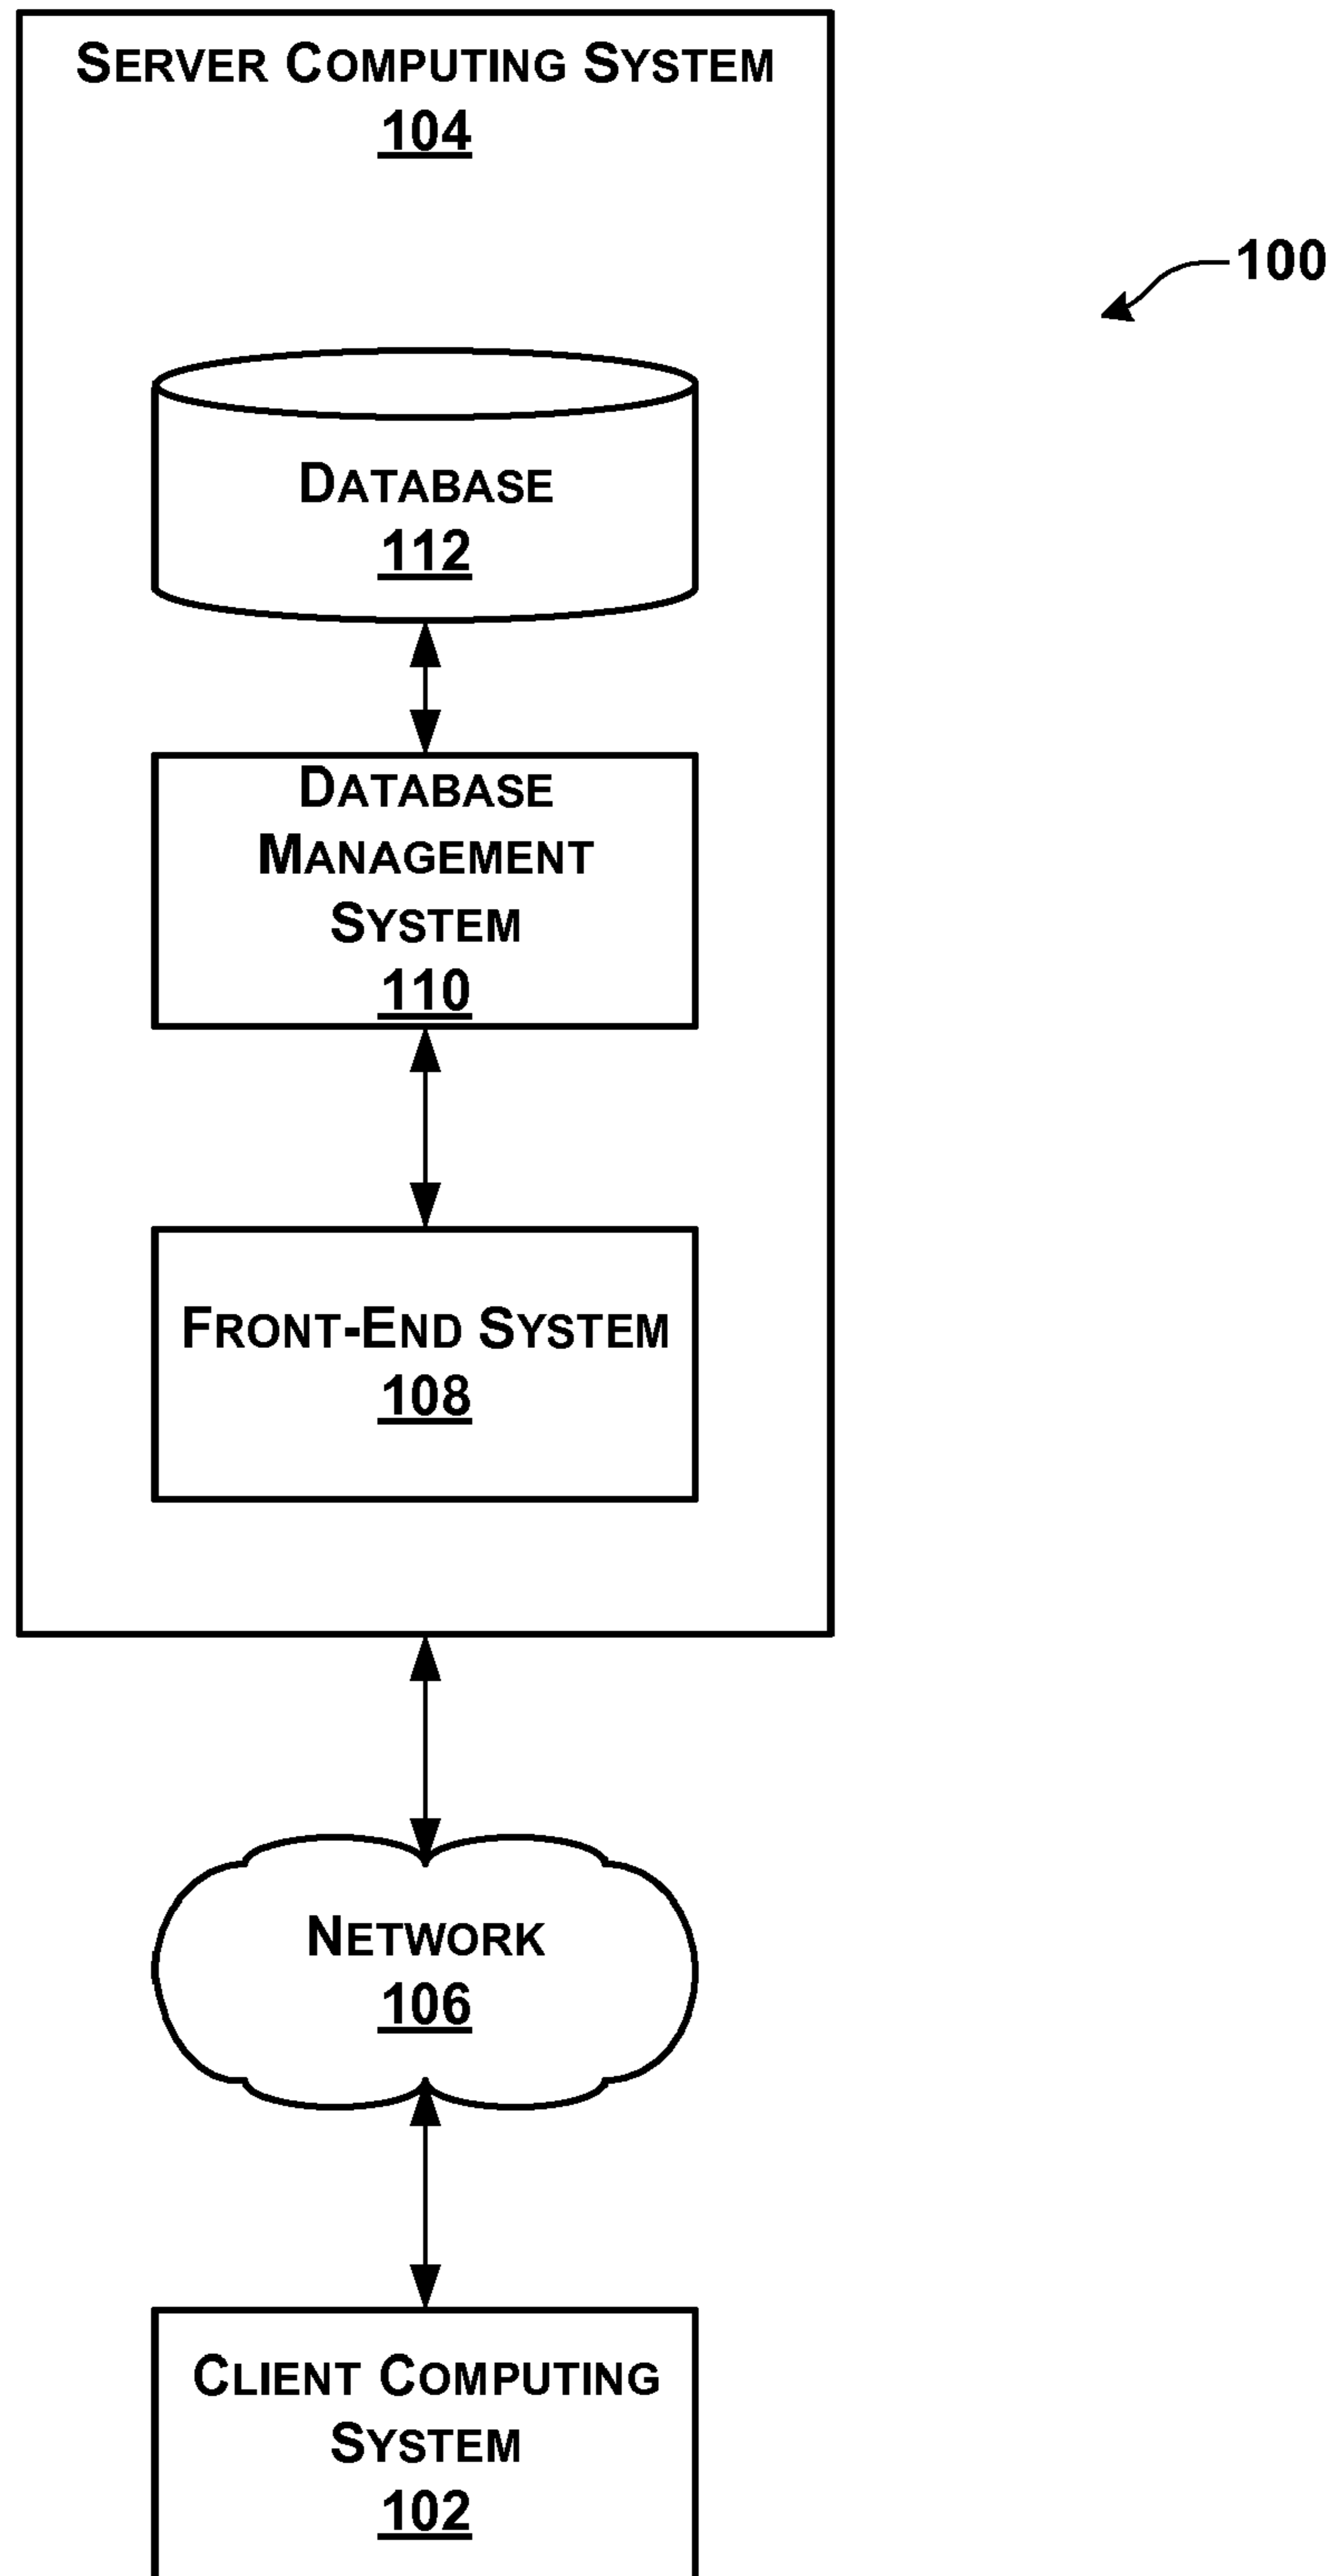 SERVER COMPUTING SYSTEM
104
100
DATABASE
112
DATABASE
MANAGEMENT
SYSTEM
110
FRONT-END SYSTEM
108
NETWORK
106
CLIENT COMPUTING
SYSTEM
102